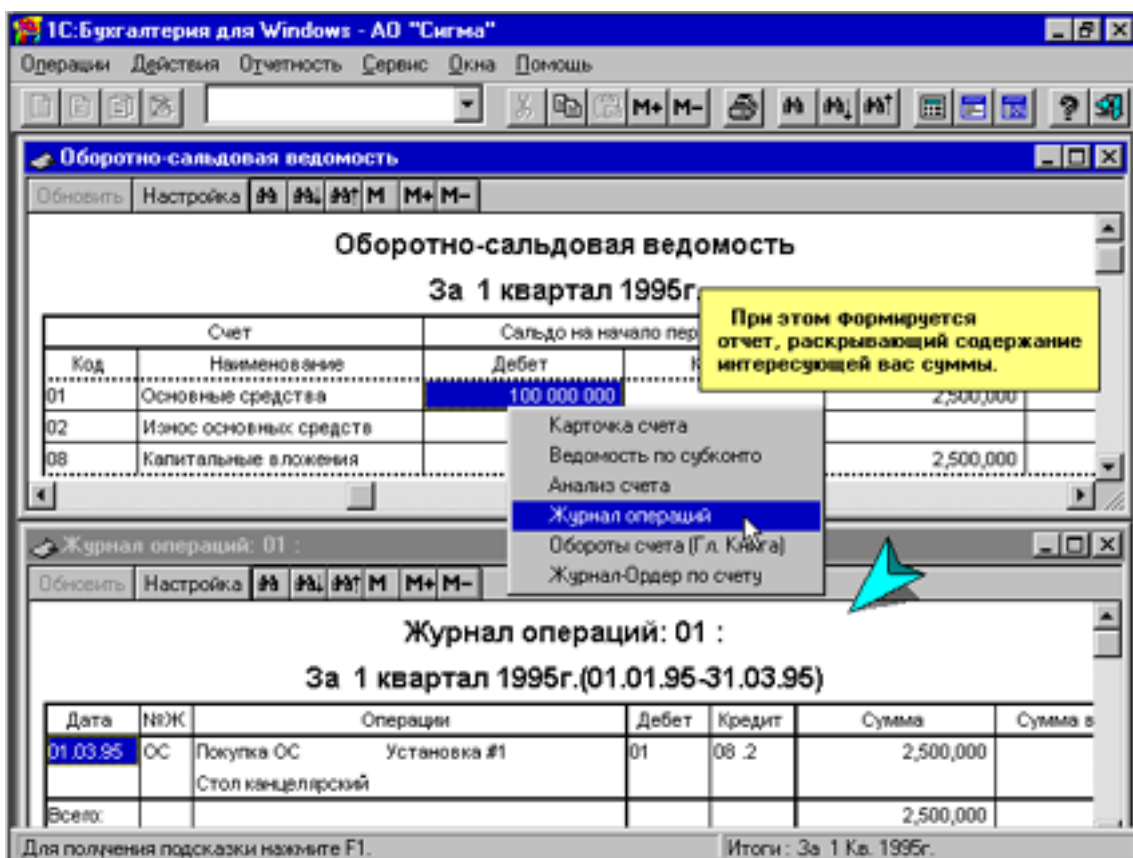 1С:Бухгалтерия для Windows - АО "Сигма"
Операции Действия Отчетность Сервис Окна Помощь
M+ M-
Оборотно-сальдовая ведомость
Обновить Настройка M M+ M-
Оборотно-сальдовая ведомость
За 1 квартал 1995г.
При этом формируется
отчет, раскрывающий содержание
интересующей вас суммы.
Счет Сальдо на начало пер
Код Наименование Дебет К
01 Основные средства 100 000 000 2,500,000
02 Износ основных средств
08 Капитальные вложения 2,500,000
Карточка счета
Ведомость по субконто
Анализ счета
Журнал операций
Обороты счета (Гл. Книга)
Журнал-Ордер по счету
Журнал операций: 01 :
Обновить Настройка M M+ M-
Журнал операций: 01 :
За 1 квартал 1995г.(01.01.95-31.03.95)
Дата №Ж Операции Дебет Кредит Сумма Сумма в
01.03.95 ОС Покупка ОС Установка #1 01 08 .2 2,500,000
Стол канцелярский
Всего: 2,500,000
Для получения подсказки нажмите F1. Итоги : За 1 Кв. 1995г.